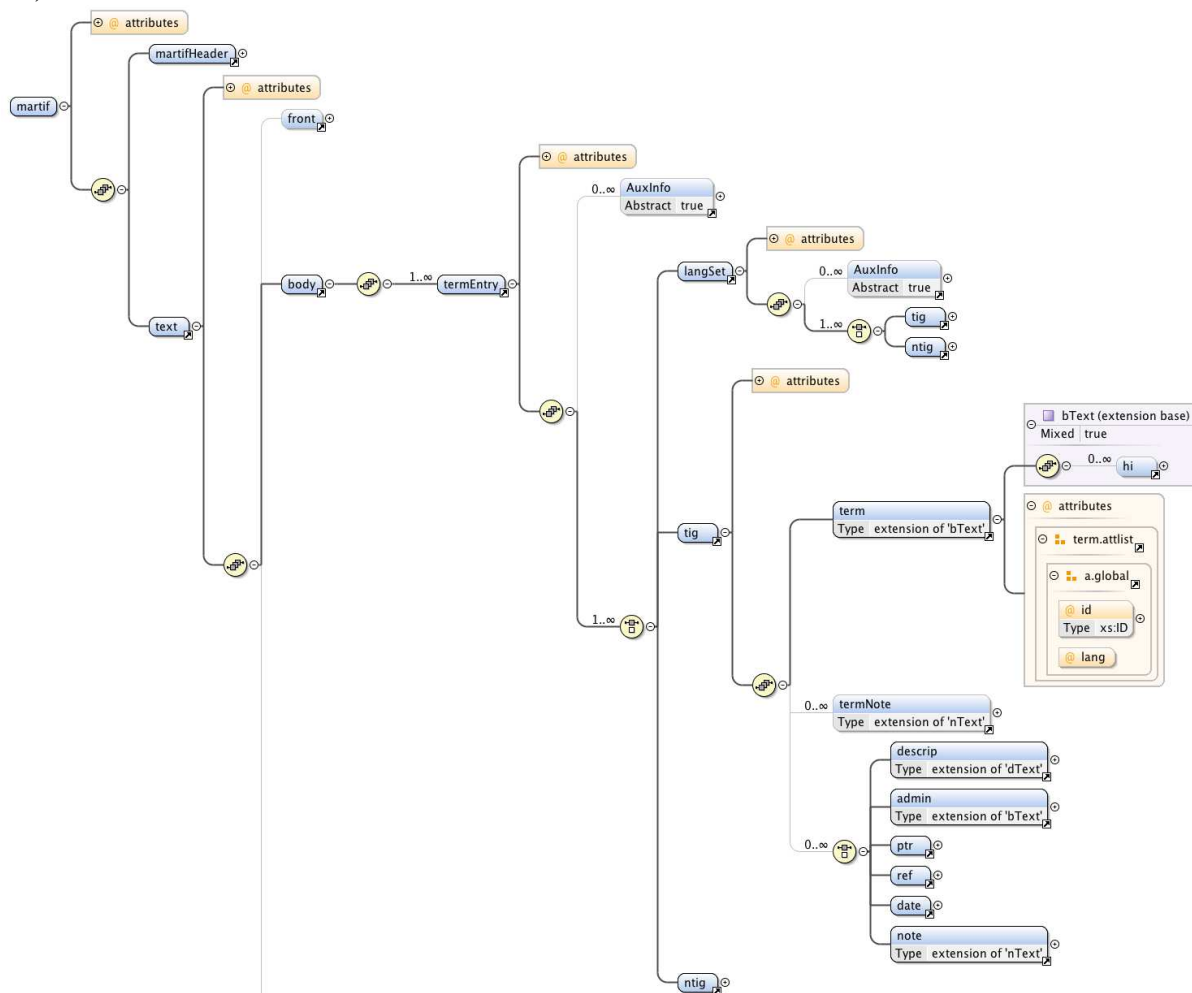 @ attributes
martifHeader
@ attributes
martif
front
@ attributes
0..∞ AuxInfo
Abstract true
@ attributes
langSet
0..∞ AuxInfo
Abstract true
body
1..∞ termEntry
tig
1..∞
text
ntig
@ attributes
bText (extension base)
Mixed true
0..∞ hi
@ attributes
term
Type extension of 'bText'
tig
term.attlist
a.global
@ id
Type xs:ID
1..∞
@ lang
0..∞ termNote
Type extension of 'nText'
descrip
Type extension of 'dText'
admin
Type extension of 'bText'
0..∞
ptr
ref
date
note
Type extension of 'nText'
ntig